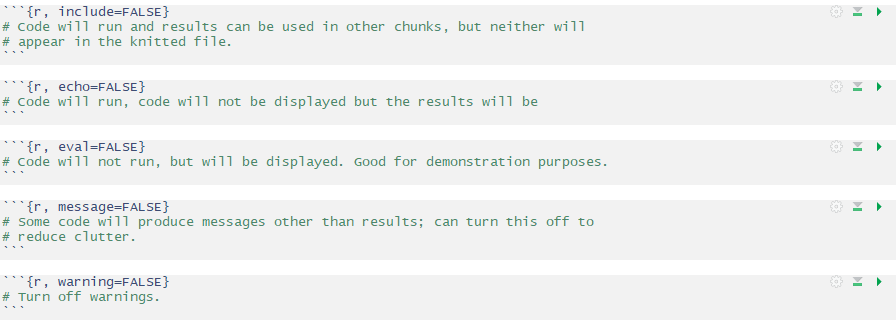 ```{r, include=FALSE}
# Code will run and results can be used in other chunks, but neither will
# appear in the knitted file.
```
```{r, echo=FALSE}
# Code will run, code will not be displayed but the results will be
```
```{r, eval=FALSE}
# Code will not run, but will be displayed. Good for demonstration purposes.
```
```{r, message=FALSE}
# Some code will produce messages other than results; can turn this off to
# reduce clutter.
```
```{r, warning=FALSE}
# Turn off warnings.
```